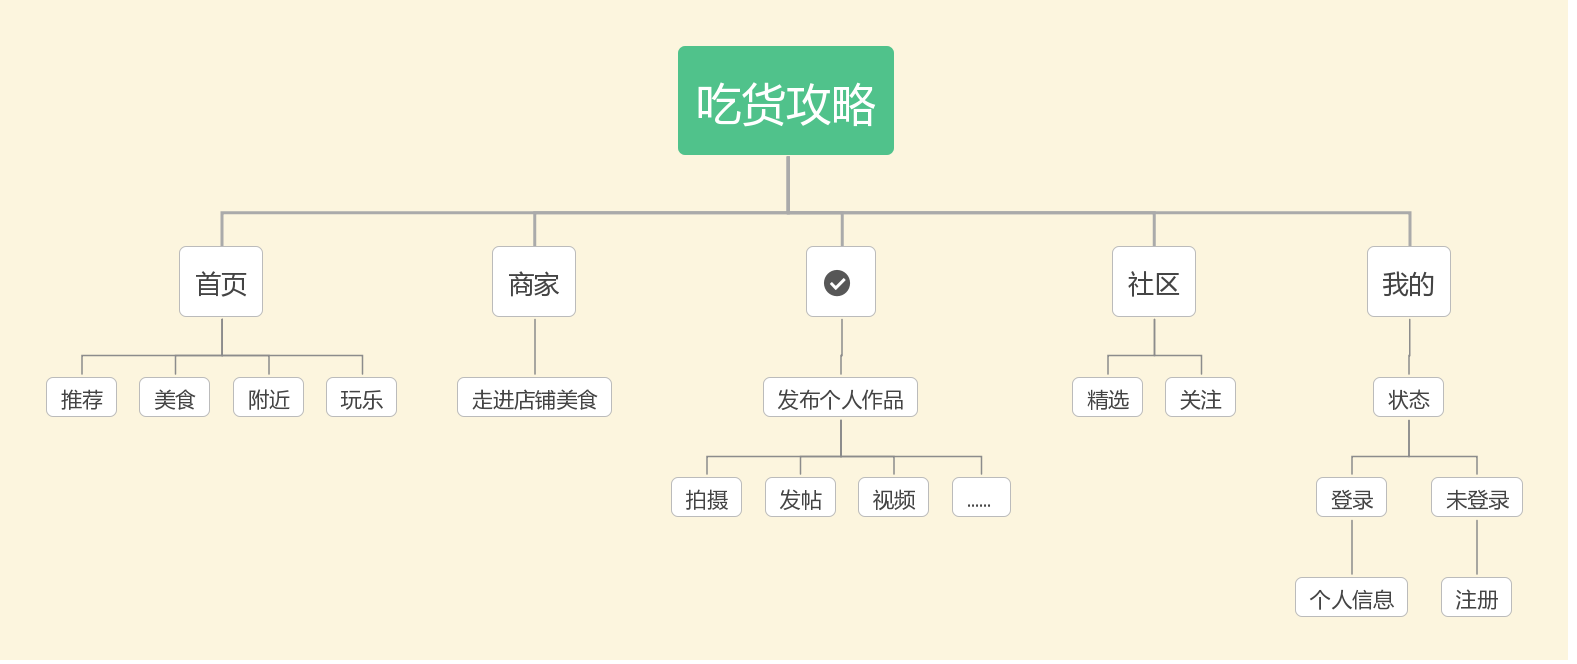 吃货攻略
首页
商家
社区
我的
推荐
美食
附近
玩乐
走进店铺美食
发布个人作品
精选
关注
状态
拍摄
发帖
视频
......
登录
未登录
个人信息
注册